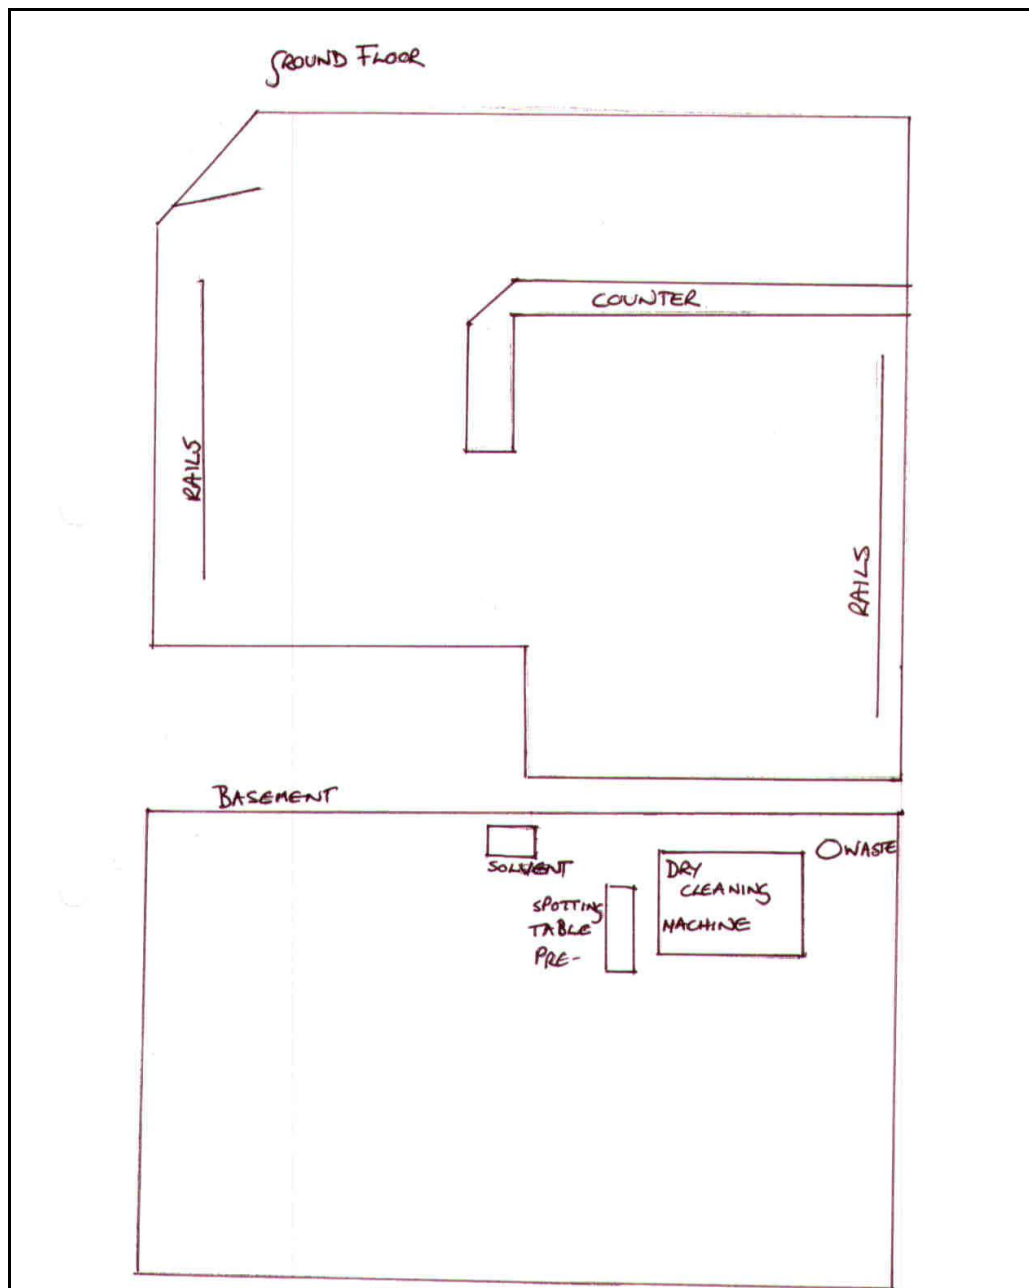 GROUND FLOOR
COUNTER
RAILS
RAILS
BASEMENT
SOLVENT
SPOTTING
TABLE
PRE-
DRY
CLEANING
MACHINE
WASTE